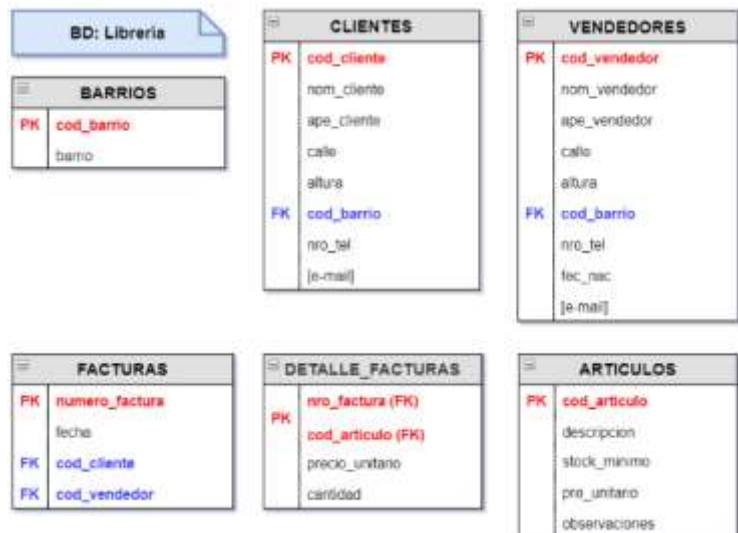 BD: Libreria
BARRIOS
PK cod_barrio
barrio
CLIENTES
PK cod_cliente
nom_cliente
ape_cliente
calle
altura
FK cod_barrio
nro_tel
[e-mail]
VENDEDORES
PK cod_vendedor
nom_vendedor
ape_vendedor
calle
altura
FK cod_barrio
nro_tel
fec_nac
[e-mail]
FACTURAS
PK numero_factura
fecha
FK cod_cliente
FK cod_vendedor
DETALLE_FACTURAS
PK
nro_factura (FK)
cod_articulo (FK)
precio_unitario
cantidad
ARTICULOS
PK cod_articulo
descripcion
stock_minimo
pre_unitario
observaciones